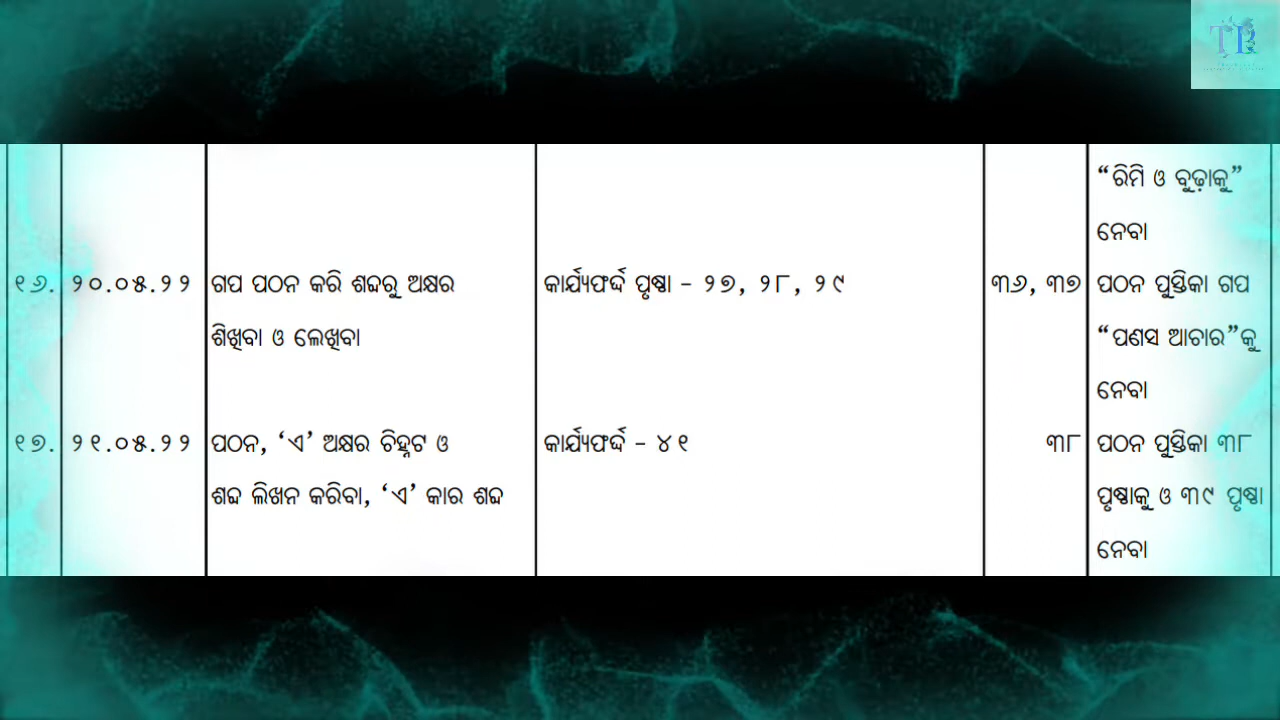 “ରିମି ଓ ବୁଢ଼ାକୁ”
ନେବା
୧୬. ୨୦.୦୫.୨୨ ଗପ ପଠନ କରି ଶବ୍ଦରୁ ଅକ୍ଷର କାର୍ଯ୍ୟଫର୍ଦ୍ଦ ପୃଷ୍ଠା - ୨୭, ୨୮, ୨୯ ୩୬, ୩୭ ପଠନ ପୁସ୍ତିକା ଗପ
ଶିଖିବା ଓ ଲେଖିବା “ପଣସ ଆଚାର”କୁ
ନେବା
୧୭. ୨୧.୦୫.୨୨ ପଠନ, ‘ଏ’ ଅକ୍ଷର ଚିହ୍ନଟ ଓ କାର୍ଯ୍ୟଫର୍ଦ୍ଦ - ୪୧ ୩୮ ପଠନ ପୁସ୍ତିକା ୩୮
ଶବ୍ଦ ଲିଖନ କରିବା, ‘ଏ’ କାର ଶବ୍ଦ ପୃଷ୍ଠାକୁ ଓ ୩୯ ପୃଷ୍ଠା
ନେବା